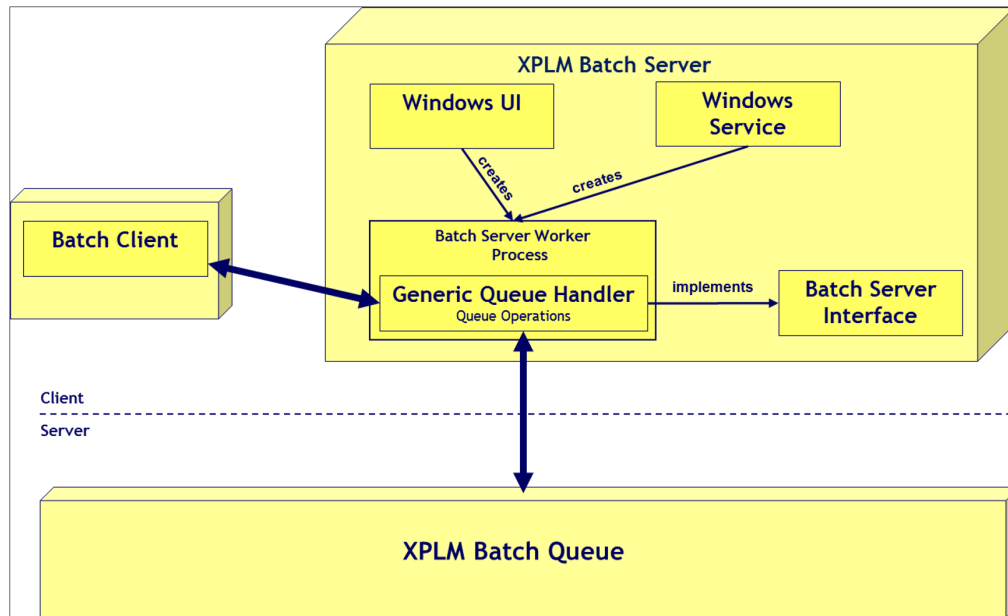 XPLM Batch Server
Windows UI
Windows
Service
creates
creates
Batch Client
Batch Server Worker
Process
Generic Queue Handler
Queue Operations
implements
Batch Server
Interface
Client
Server
XPLM Batch Queue